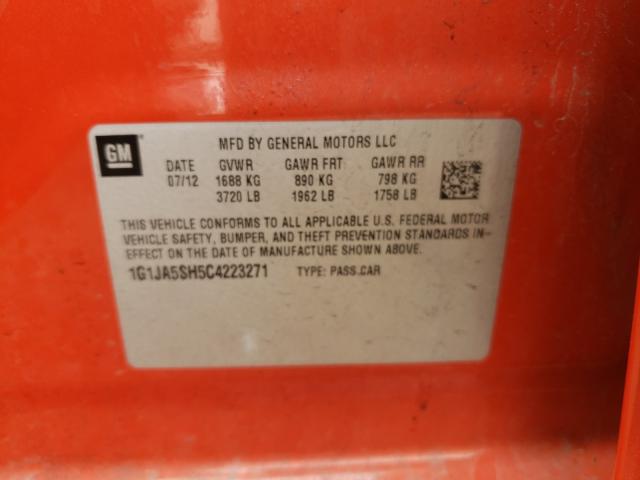 GM
MFD BY GENERAL MOTORS LLC
DATE GVWR GAWR FRT GAWR RR
07/12 1688 KG 890 KG 798 KG
3720 LB 1962 LB 1758 LB
THIS VEHICLE CONFORMS TO ALL APPLICABLE U.S. FEDERAL MOTOR
VEHICLE SAFETY, BUMPER, AND THEFT PREVENTION STANDARDS IN-
EFFECT ON THE DATE OF MANUFACTURE SHOWN ABOVE.
1G1JA5SH5C4223271 TYPE: PASS.CAR